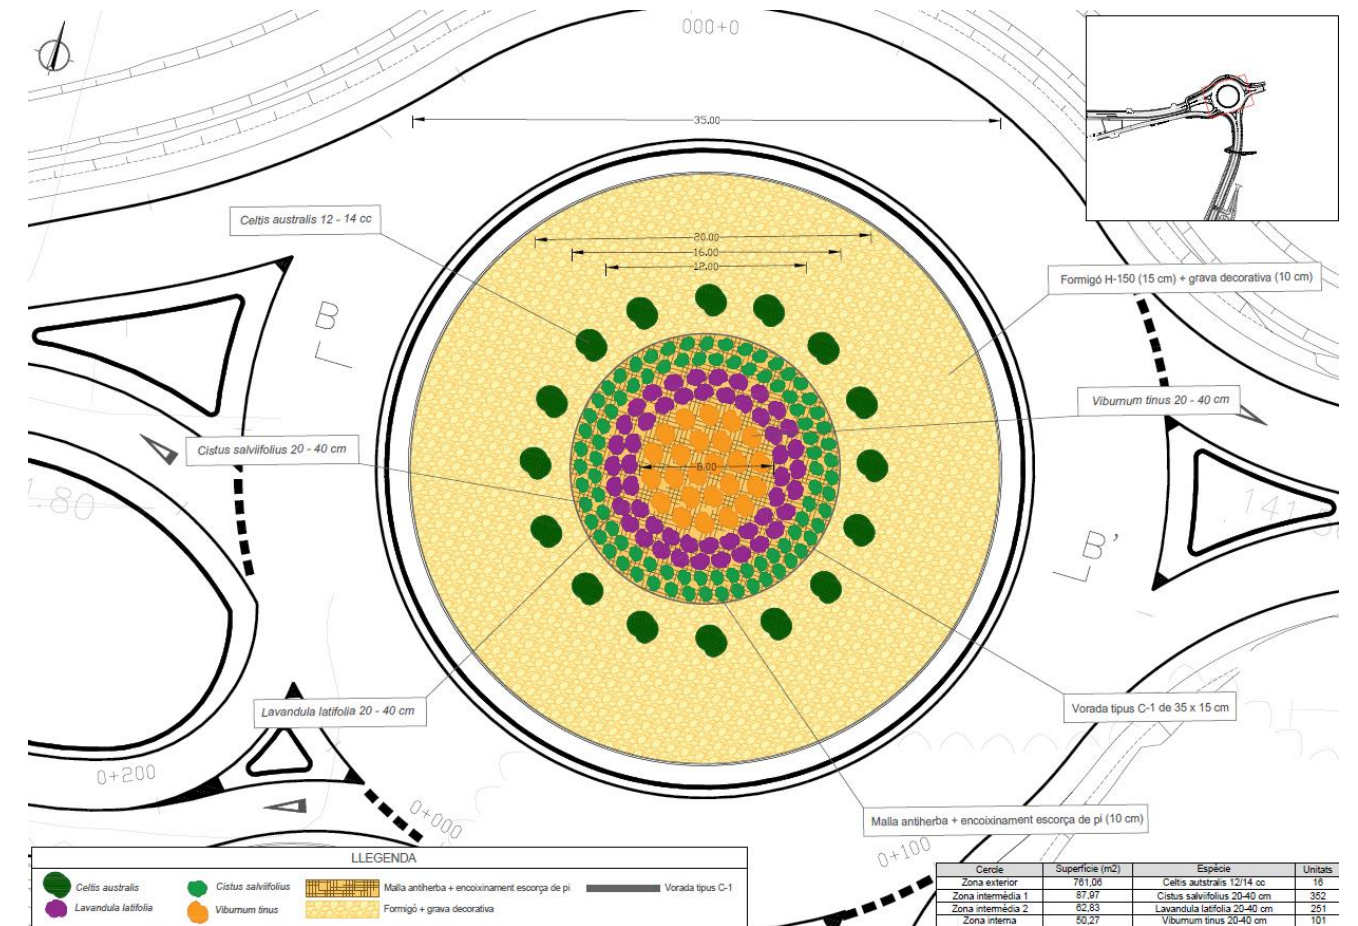 000+0
35.00
Celtis australis 12 - 14 cc
20.00
16.00
12.00
Formigó H-150 (15 cm) + grava decorativa (10 cm)
B
Viburnum tinus 20 - 40 cm
Cistus salviifolius 20 - 40 cm
8.00
1.80
141
B'
Lavandula latifolia 20 - 40 cm
Vorada tipus C-1 de 35 x 15 cm
0+200
0+000
Malla antiherba + encoixinament escorça de pi (10 cm)
0+100
LLEGENDA
Celtis australis
Cistus salviifolius
Malla antiherba + encoixinament escorça de pi
Vorada tipus C-1
Lavandula latifolia
Viburnum tinus
Formigó + grava decorativa
Cercle Superfície (m2) Espècie Unitats
Zona exterior 761,06 Celtis autstralis 12/14 cc 16
Zona intermèdia 1 87,97 Cistus salviifolius 20-40 cm 352
Zona intermèdia 2 62,83 Lavandula latifolia 20-40 cm 251
Zona interna 50,27 Viburnum tinus 20-40 cm 101